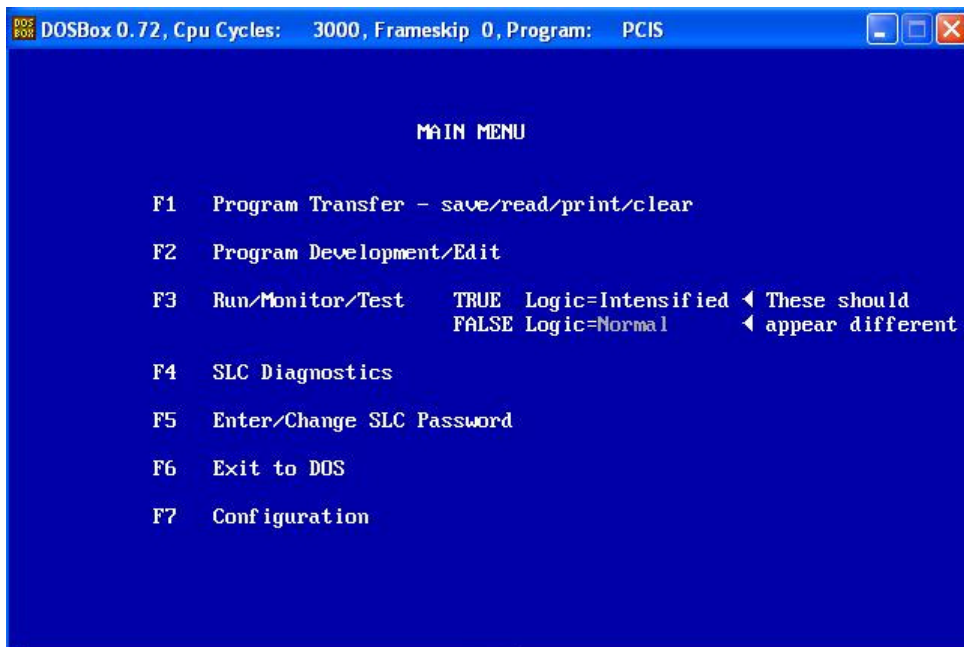 DOSBox 0.72, Cpu Cycles: 3000, Frameskip 0, Program: PCIS
MAIN MENU
F1 Program Transfer - save/read/print/clear
F2 Program Development/Edit
F3 Run/Monitor/Test TRUE Logic=Intensified ◄ These should
FALSE Logic=Normal ◄ appear different
F4 SLC Diagnostics
F5 Enter/Change SLC Password
F6 Exit to DOS
F7 Configuration